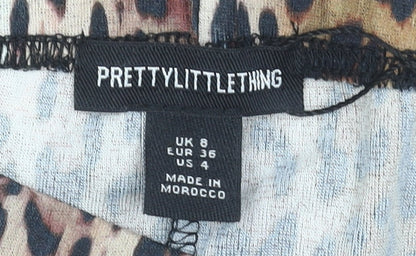 PRETTYLITTLETHING
UK 8
EUR 36
US 4
MADE IN
MOROCCO